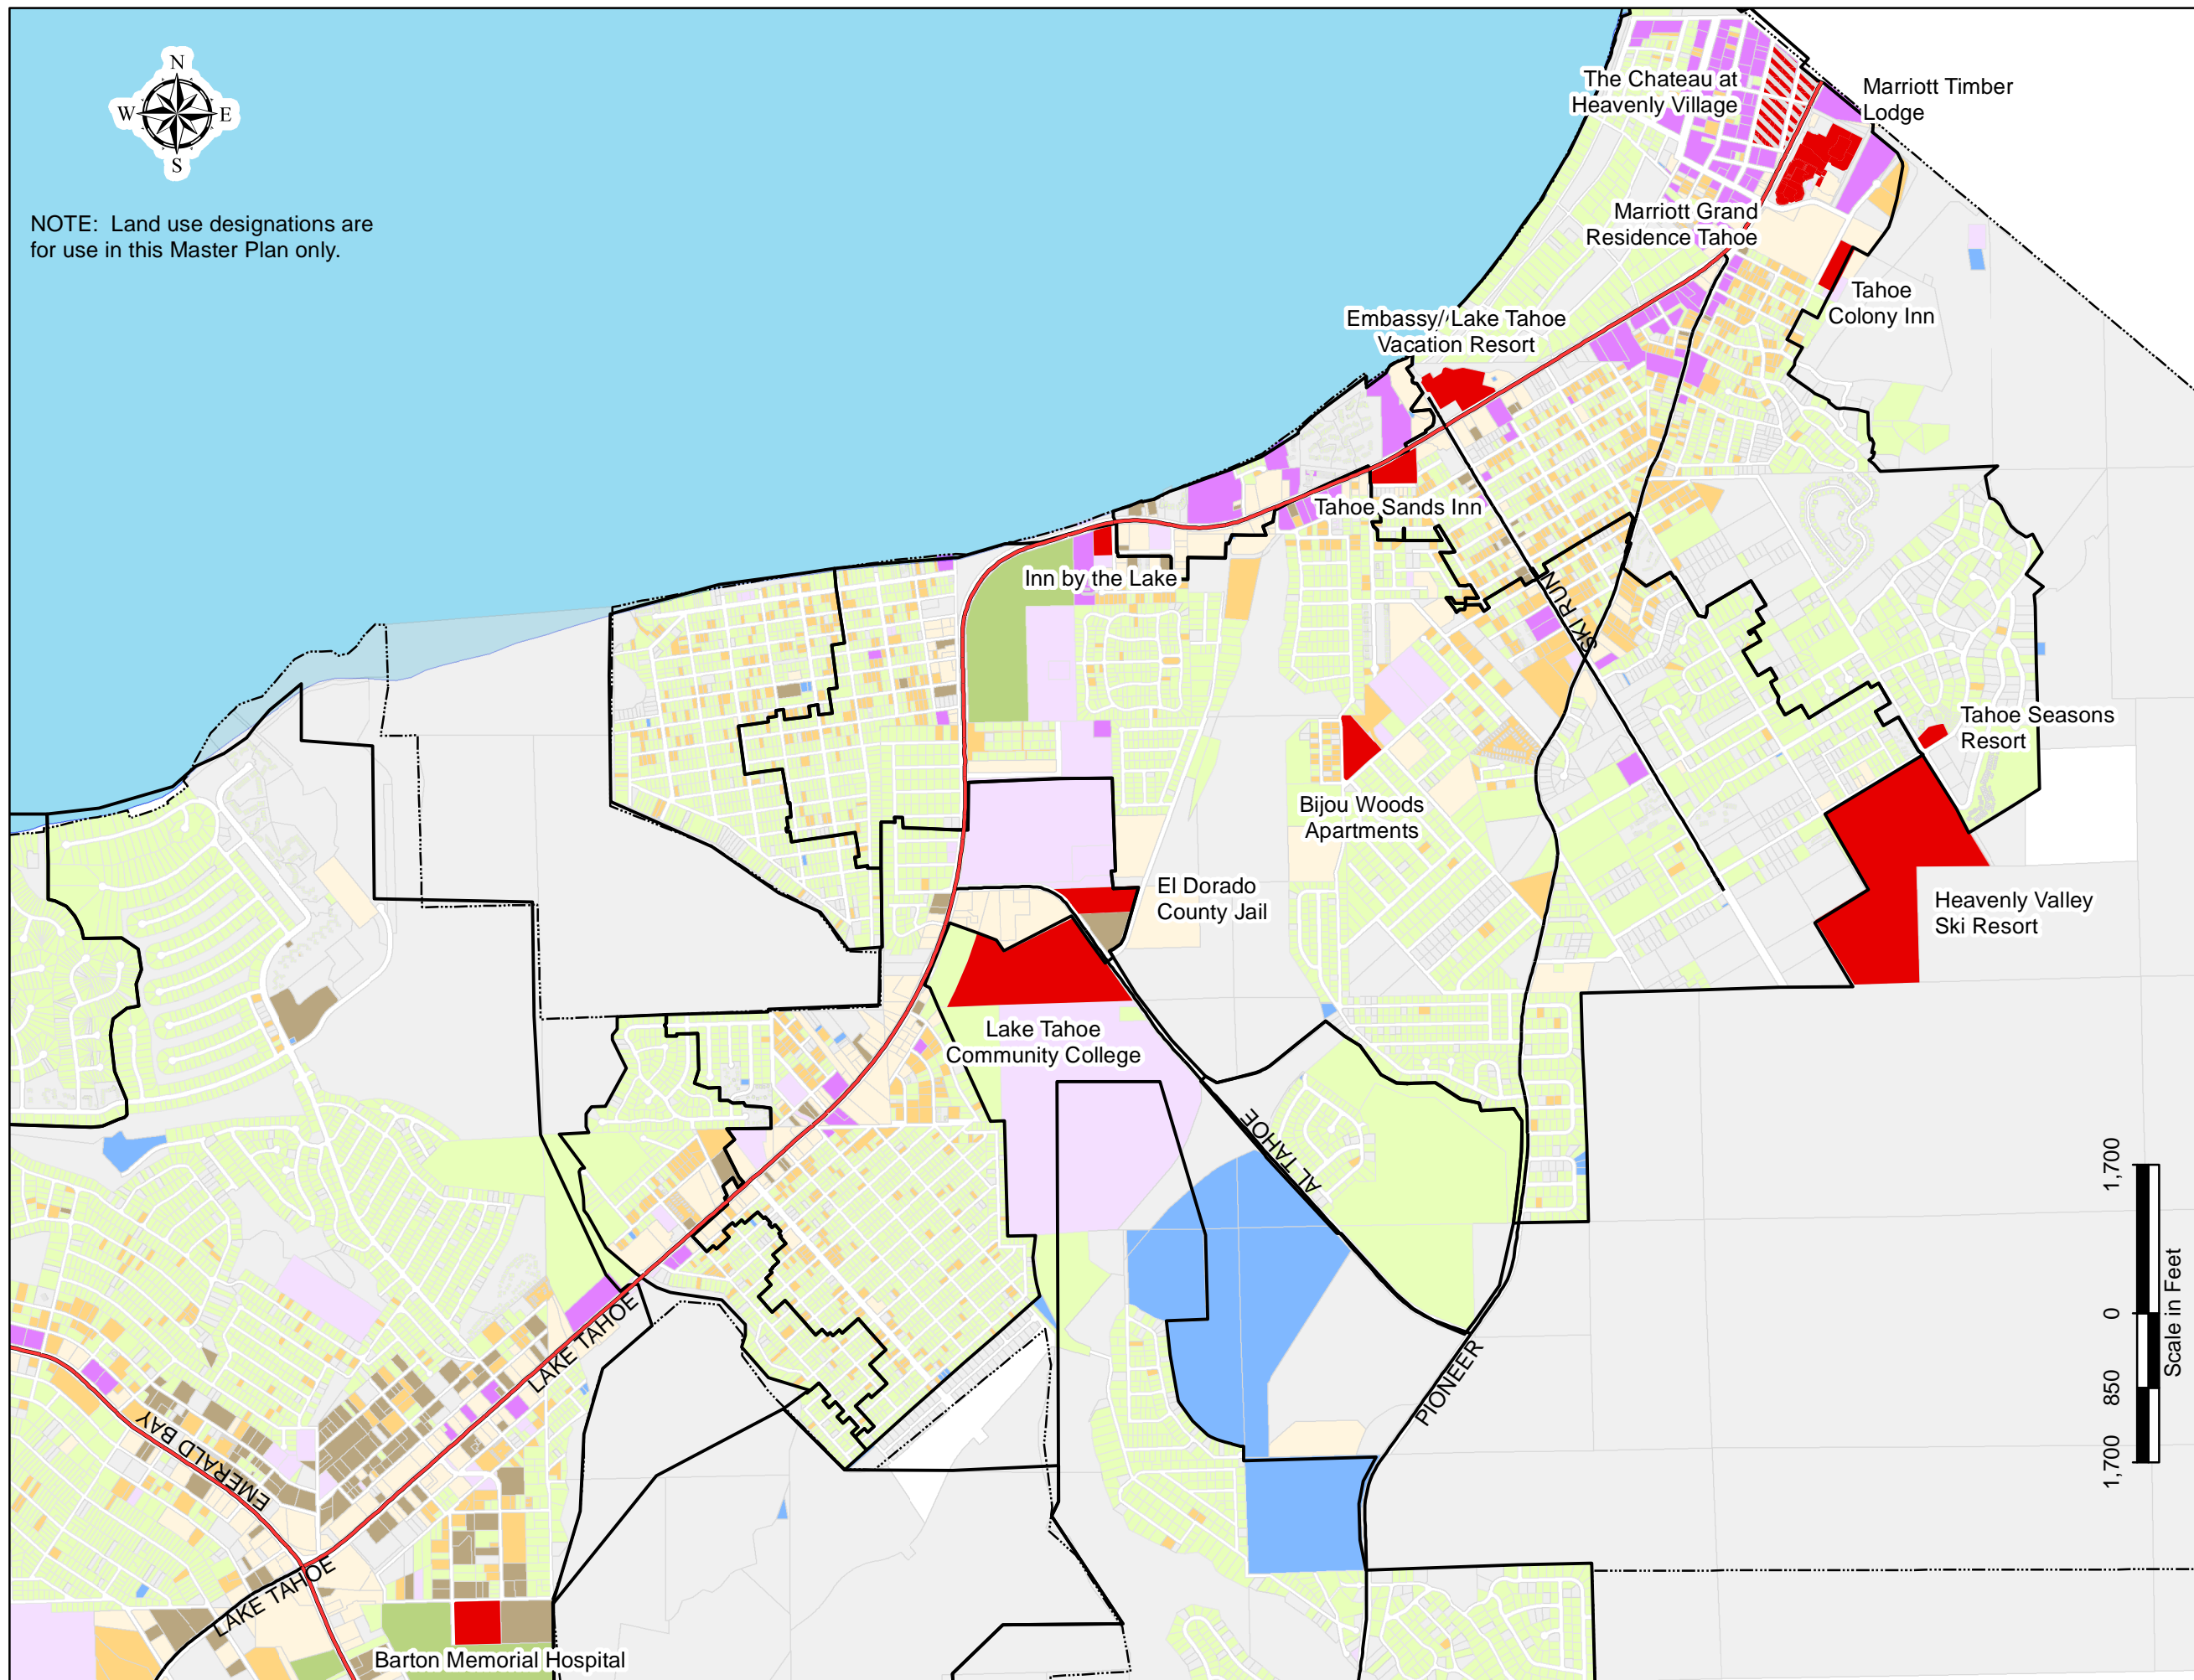 N
W
E
S
NOTE: Land use designations are
for use in this Master Plan only.
The Chateau at
Heavenly Village
Marriott Timber
Lodge
Marriott Grand
Residence Tahoe
Tahoe
Colony Inn
Embassy/ Lake Tahoe
Vacation Resort
Tahoe Sands Inn
Inn by the Lake
SKI RUN
Tahoe Seasons
Resort
Bijou Woods
Apartments
El Dorado
County Jail
Heavenly Valley
Ski Resort
Lake Tahoe
Community College
AL TAHOE
PIONEER
LAKE TAHOE
EMERALD BAY
LAKE TAHOE
Barton Memorial Hospital
1,700
850
0
1,700
Scale in Feet